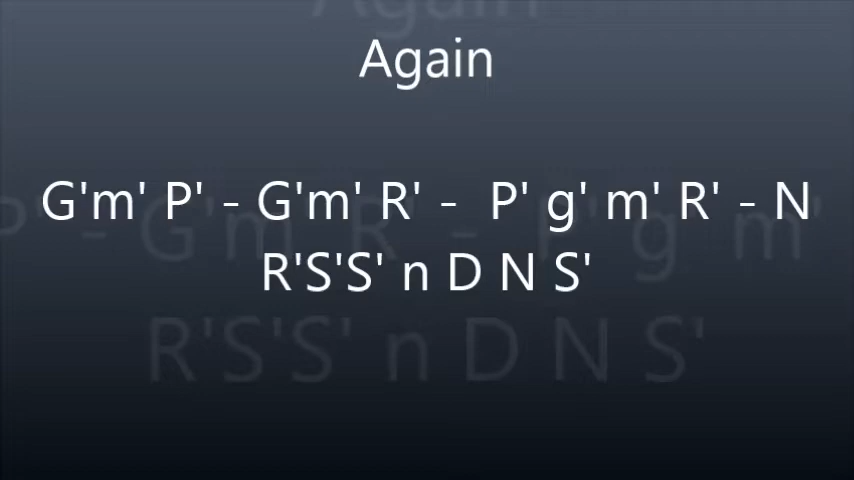 Again
G'm' P' - G'm' R' - P' g' m' R' - N
R'S'S' n D N S'